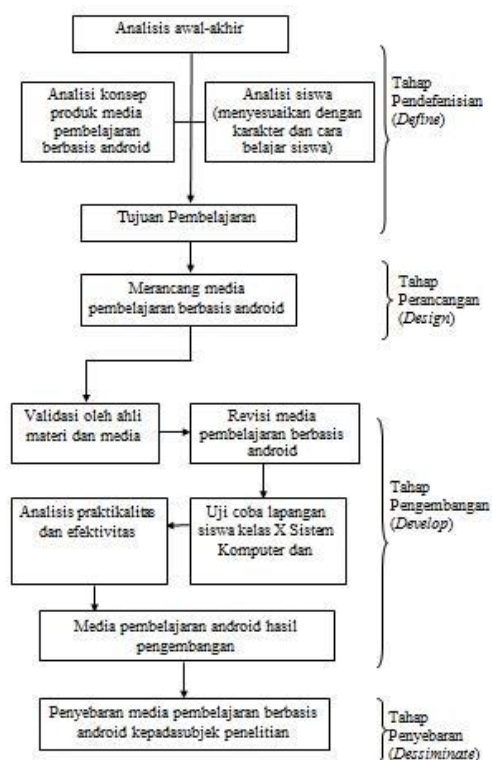 Analisis awal-akhir
Analisi konsep
produk media
pembelajaran
berbasis android
Analisi siswa
(menyesuaikan dengan
karakter dan cara
belajar siswa)
Tujuan Pembelajaran
Tahap
Pendefenisian
(Define)
Merancang media
pembelajaran berbasis android
Tahap
Perancangan
(Design)
Validasi oleh ahli
materi dan media
Revisi media
pembelajaran berbasis
android
Analisis praktikalitas
dan efektivitas
Uji coba lapangan
siswa kelas X Sistem
Komputer dan
Media pembelajaran android hasil
pengembangan
Tahap
Pengembangan
(Develop)
Penyebaran media pembelajaran berbasis
android kepadasubjek penelitian
Tahap
Penyebaran
(Dessiminate)